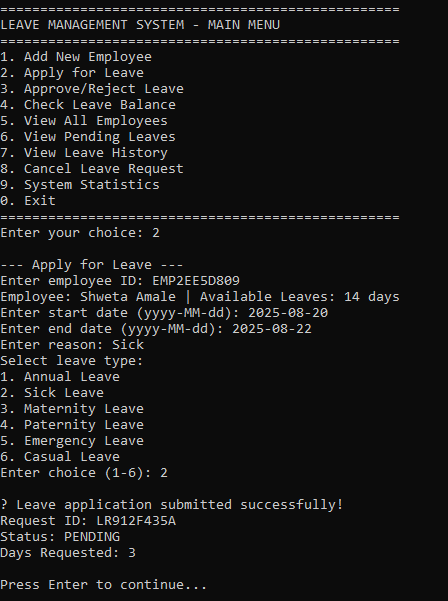 ==================================================
LEAVE MANAGEMENT SYSTEM - MAIN MENU
==================================================
1. Add New Employee
2. Apply for Leave
3. Approve/Reject Leave
4. Check Leave Balance
5. View All Employees
6. View Pending Leaves
7. View Leave History
8. Cancel Leave Request
9. System Statistics
0. Exit
==================================================
Enter your choice: 2

--- Apply for Leave ---
Enter employee ID: EMP2EE5D809
Employee: Shweta Amale | Available Leaves: 14 days
Enter start date (yyyy-MM-dd): 2025-08-20
Enter end date (yyyy-MM-dd): 2025-08-22
Enter reason: Sick
Select leave type:
1. Annual Leave
2. Sick Leave
3. Maternity Leave
4. Paternity Leave
5. Emergency Leave
6. Casual Leave
Enter choice (1-6): 2

? Leave application submitted successfully!
Request ID: LR912F435A
Status: PENDING
Days Requested: 3

Press Enter to continue...